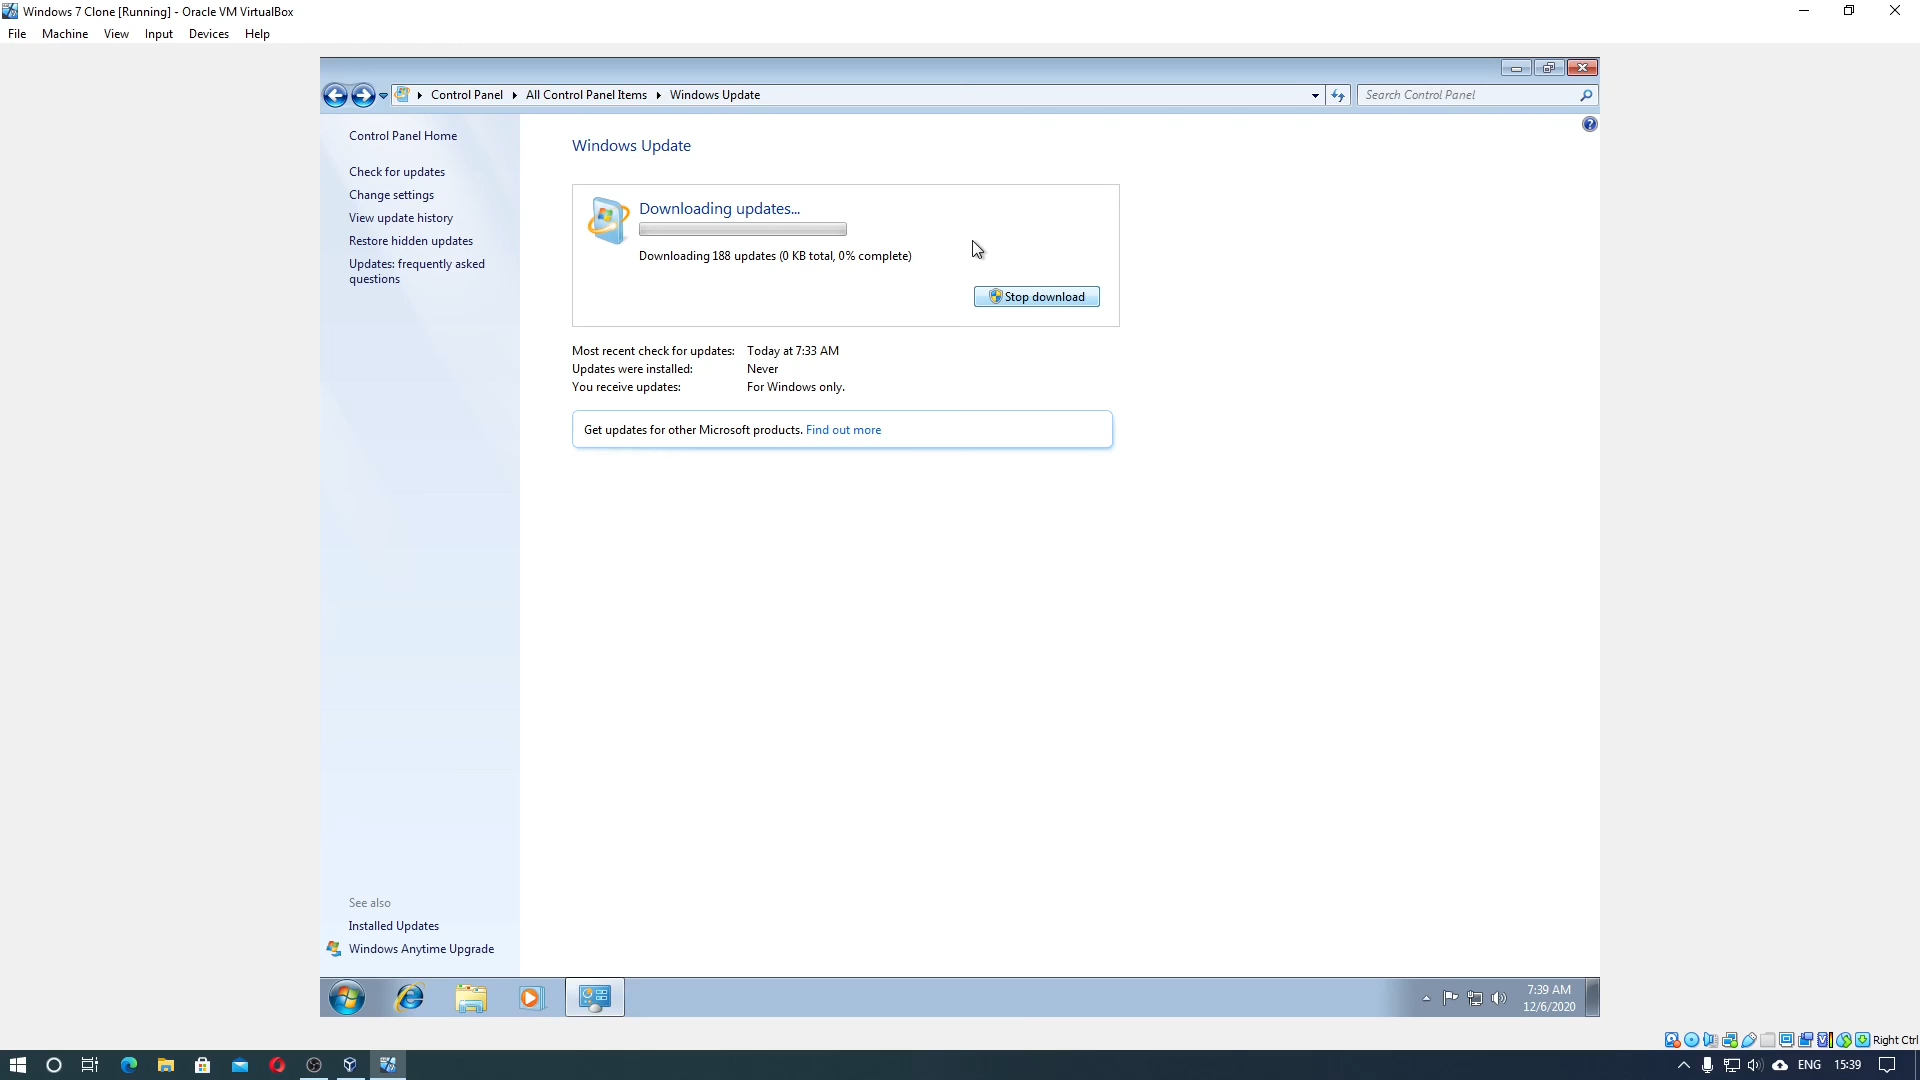 Windows 7 Clone [Running] - Oracle VM VirtualBox
File Machine View Input Devices Help
Control Panel All Control Panel Items Windows Update
Search Control Panel
Control Panel Home
Check for updates
Change settings
View update history
Restore hidden updates
Updates: frequently asked
questions
Windows Update
Downloading updates...
Downloading 188 updates (0 KB total, 0% complete)
Stop download
Most recent check for updates: Today at 7:33 AM
Updates were installed: Never
You receive updates: For Windows only.
Get updates for other Microsoft products. Find out more
See also
Installed Updates
Windows Anytime Upgrade
7:39 AM
12/6/2020
Right Ctrl
ENG 15:39